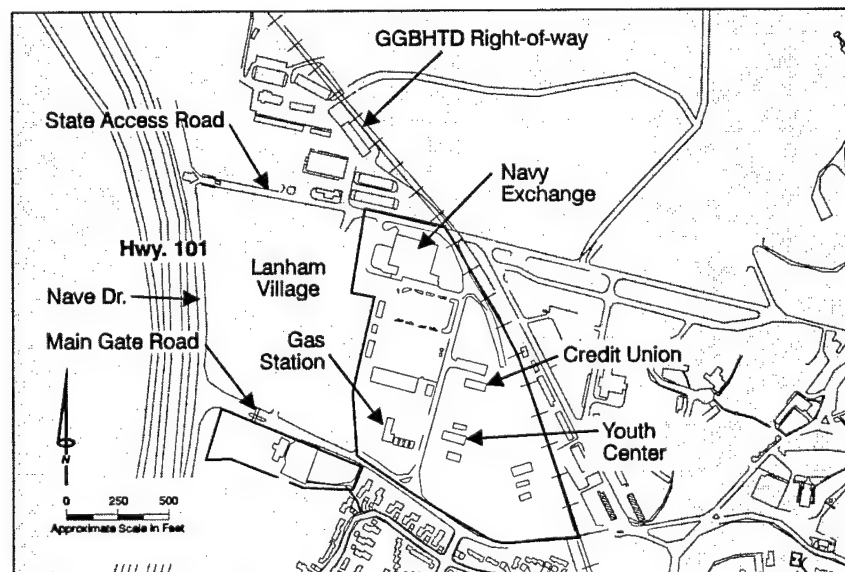 GGBHTD Right-of-way
State Access Road
Navy
Exchange
Hwy. 101
Lanham
Village
Nave Dr.
Main Gate Road
Gas
Station
Credit Union
Youth
Center
N
0 250 500
Approximate Scale in Feet